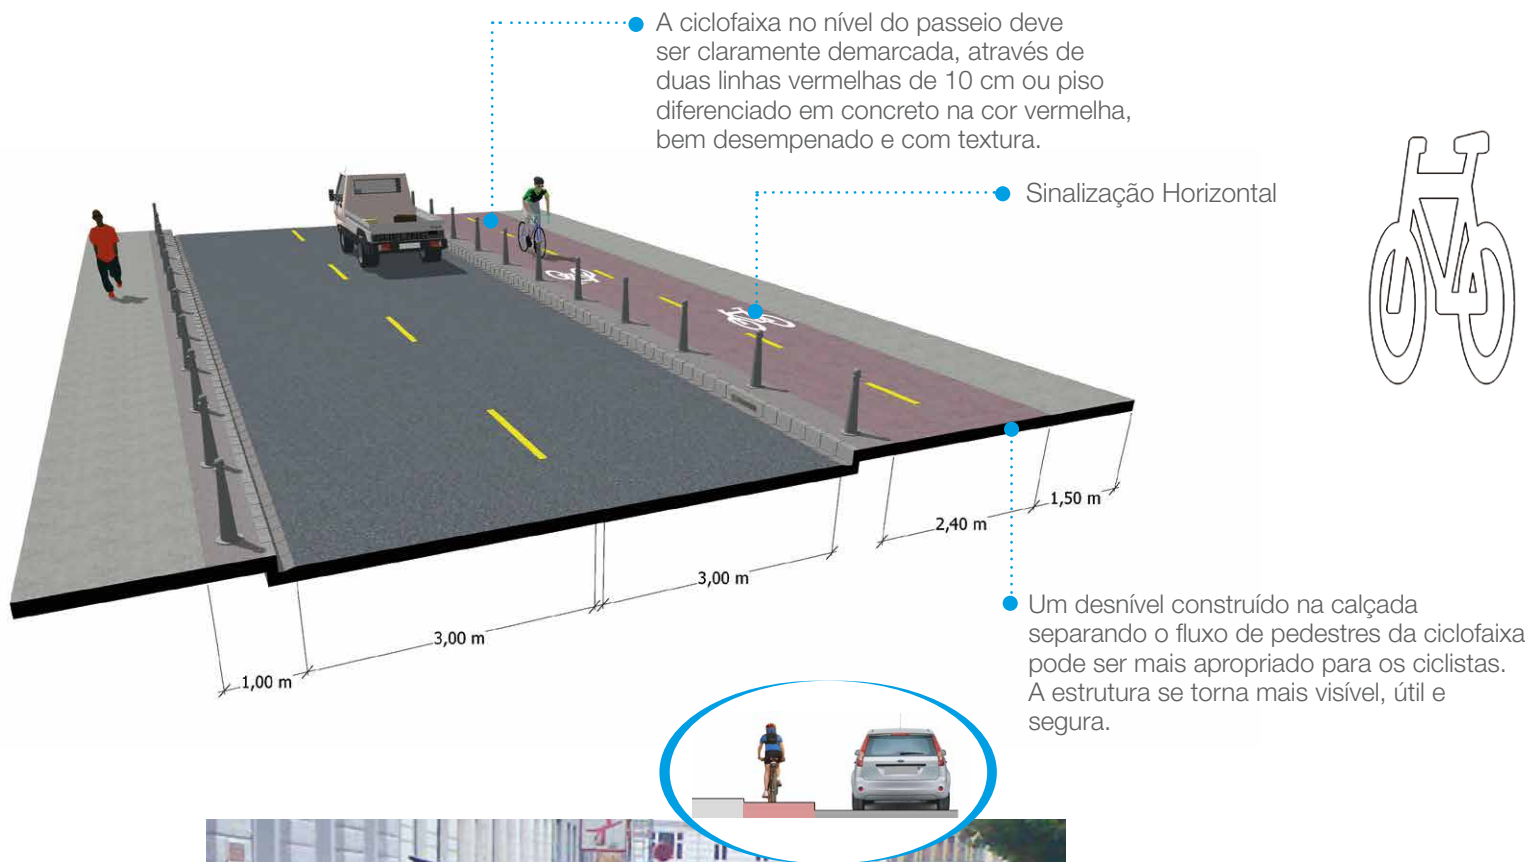 A ciclofaixa no nível do passeio deve
ser claramente demarcada, através de
duas linhas vermelhas de 10 cm ou piso
diferenciado em concreto na cor vermelha,
bem desempenado e com textura.
Sinalização Horizontal
1,50 m
2,40 m
3,00 m
3,00 m
1,00 m
Um desnível construído na calçada
separando o fluxo de pedestres da ciclofaixa
pode ser mais apropriado para os ciclistas.
A estrutura se torna mais visível, útil e
segura.